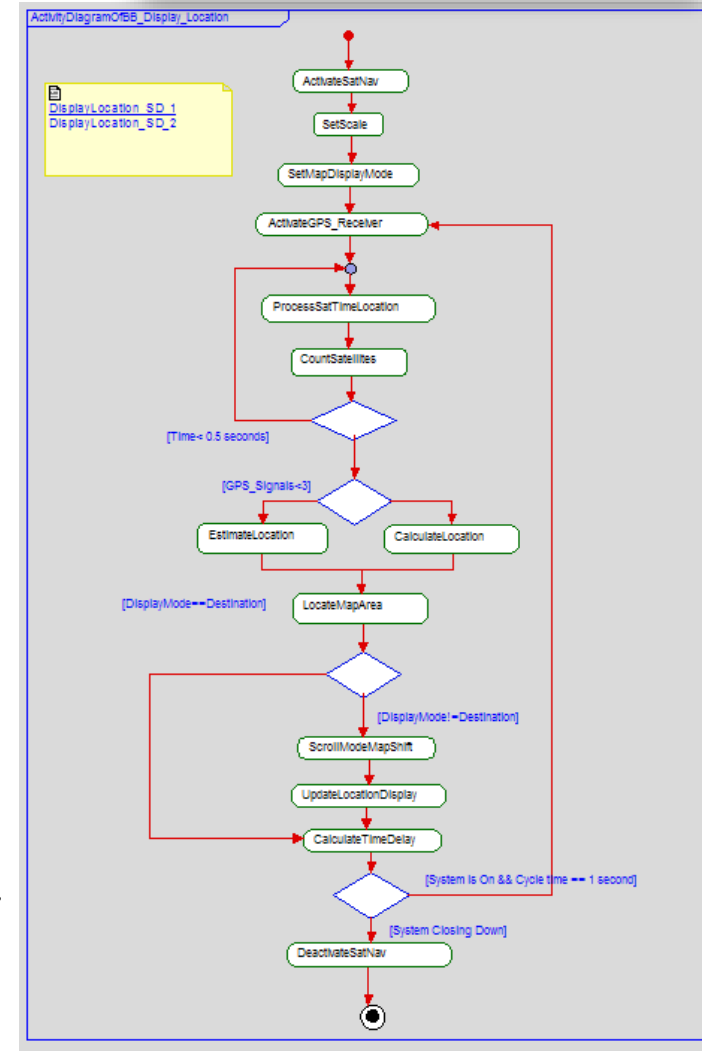 ActivityDiagramOfBB_Display_Location
DisplayLocation_SD_1
DisplayLocation_SD_2
ActivateSatNav
SetScale
SetMapDisplayMode
ActivateGPS_Receiver
ProcessSatTimeLocation
CountSatellites
[Time< 0.5 seconds]
[GPS_Signals<3]
EstimateLocation
CalculateLocation
[DisplayMode==Destination]
LocateMapArea
[DisplayMode!=Destination]
ScrollModeMapShift
UpdateLocationDisplay
CalculateTimeDelay
[System is On && Cycle time == 1 second]
[System Closing Down]
DeactivateSatNav